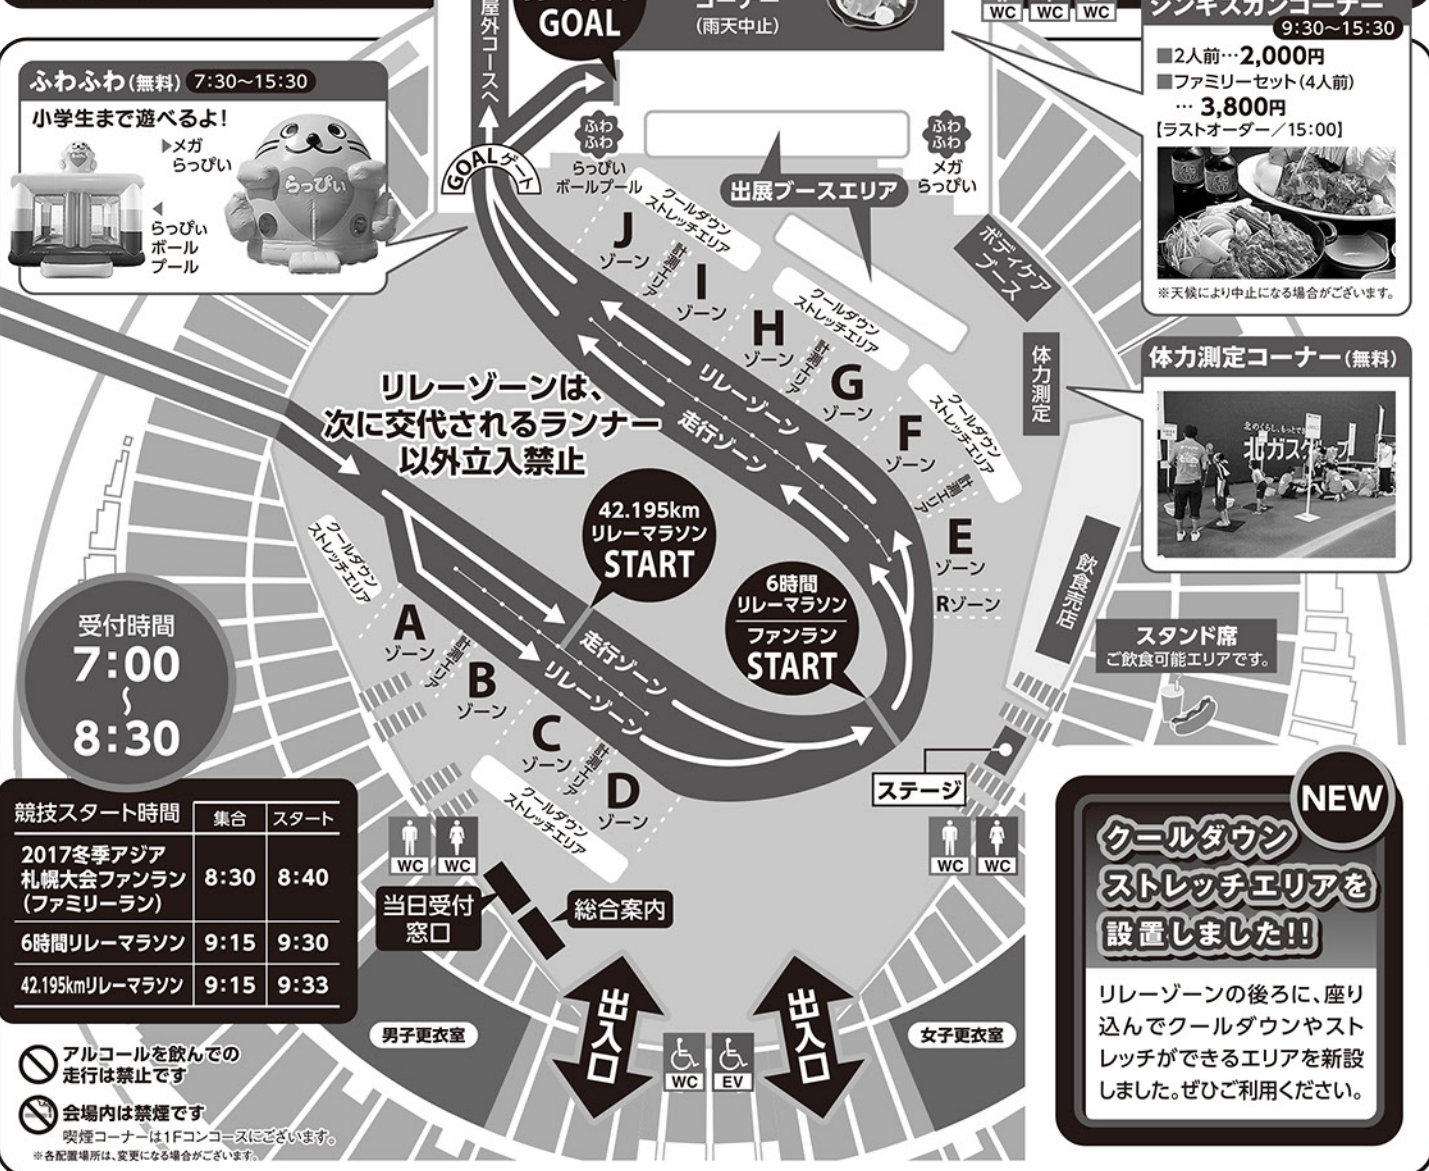 屋外コースへ
GOAL
コーナー
(雨天中止)
WC
WC
WC
ジンギスカンコーナー
9:30〜15:30
■2人前…2,000円
■ファミリーセット(4人前)
… 3,800円
【ラストオーダー／15:00】
※天候により中止になる場合がございます。
ふわふわ(無料) 7:30〜15:30
小学生まで遊べるよ!
▶メガ
らっぴい
らっぴぃ
◀
らっぴい
ボール
プール
GOALゲート
ふわ
ふわ
らっぴい
ボールプール
ふわ
ふわ
メガ
らっぴい
出展ブースエリア
クールダウン
ストレッチエリア
J
ゾーン
計測エリア
I
ゾーン
クールダウン
ストレッチエリア
H
ゾーン
計測エリア
G
ゾーン
クールダウン
ストレッチエリア
F
ゾーン
計測エリア
E
ゾーン
Rゾーン
ボディケア
ブース
体力測定
体力測定コーナー(無料)
北のくらし、もっとで
北ガスグループ
リレーゾーン
走行ゾーン
リレーゾーンは、
次に交代されるランナー
以外立入禁止
42.195km
リレーマラソン
START
6時間
リレーマラソン
ファンラン
START
飲食売店
スタンド席
ご飲食可能エリアです。
クールダウン
ストレッチエリア
A
ゾーン
計測エリア
B
ゾーン
走行ゾーン
リレーゾーン
C
ゾーン
計測エリア
D
ゾーン
クールダウン
ストレッチエリア
ステージ
受付時間
7:00
〜
8:30
競技スタート時間 集合 スタート
2017冬季アジア
札幌大会ファンラン
(ファミリーラン) 8:30 8:40
6時間リレーマラソン 9:15 9:30
42.195kmリレーマラソン 9:15 9:33
WC
WC
WC
WC
当日受付
窓口
総合案内
出入口
出入口
男子更衣室
女子更衣室
WC
EV
アルコールを飲んでの
走行は禁止です
会場内は禁煙です
喫煙コーナーは1Fコンコースにございます。
※各配置場所は、変更になる場合がございます。
NEW
クールダウン
ストレッチエリアを
設置しました!!
リレーゾーンの後ろに、座り
込んでクールダウンやスト
レッチができるエリアを新設
しました。ぜひご利用ください。